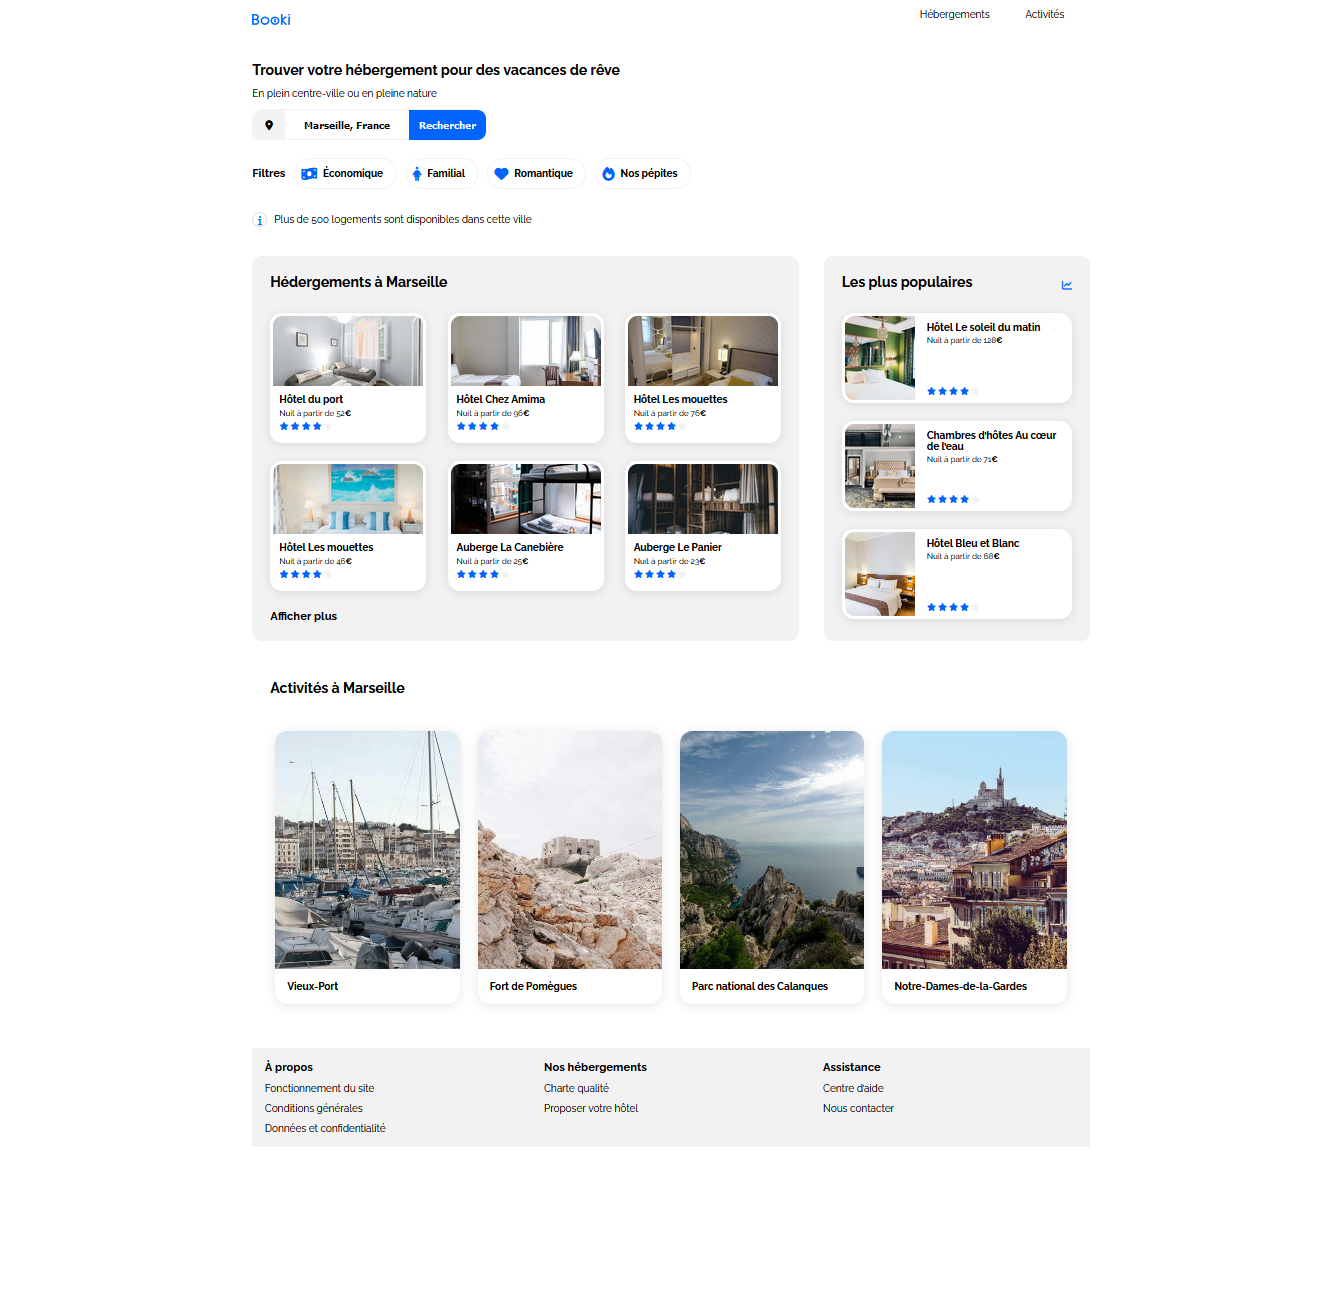 Booki
Hébergements
Activités
Trouver votre hébergement pour des vacances de rêve
En plein centre-ville ou en pleine nature
Marseille, France
Rechercher
Filtres
Économique
Familial
Romantique
Nos pépites
Plus de 500 logements sont disponibles dans cette ville
Hédergements à Marseille
Hôtel du port
Nuit à partir de 52€
Hôtel Chez Amima
Nuit à partir de 96€
Hôtel Les mouettes
Nuit à partir de 76€
Hôtel Les mouettes
Nuit à partir de 46€
Auberge La Canebière
Nuit à partir de 25€
Auberge Le Panier
Nuit à partir de 23€
Afficher plus
Les plus populaires
Hôtel Le soleil du matin
Nuit à partir de 128€
Chambres d'hôtes Au cœur
de l'eau
Nuit à partir de 71€
Hôtel Bleu et Blanc
Nuit à partir de 68€
Activités à Marseille
Vieux-Port
Fort de Pomègues
Parc national des Calanques
Notre-Dames-de-la-Gardes
À propos
Fonctionnement du site
Conditions générales
Données et confidentialité
Nos hébergements
Charte qualité
Proposer votre hôtel
Assistance
Centre d'aide
Nous contacter